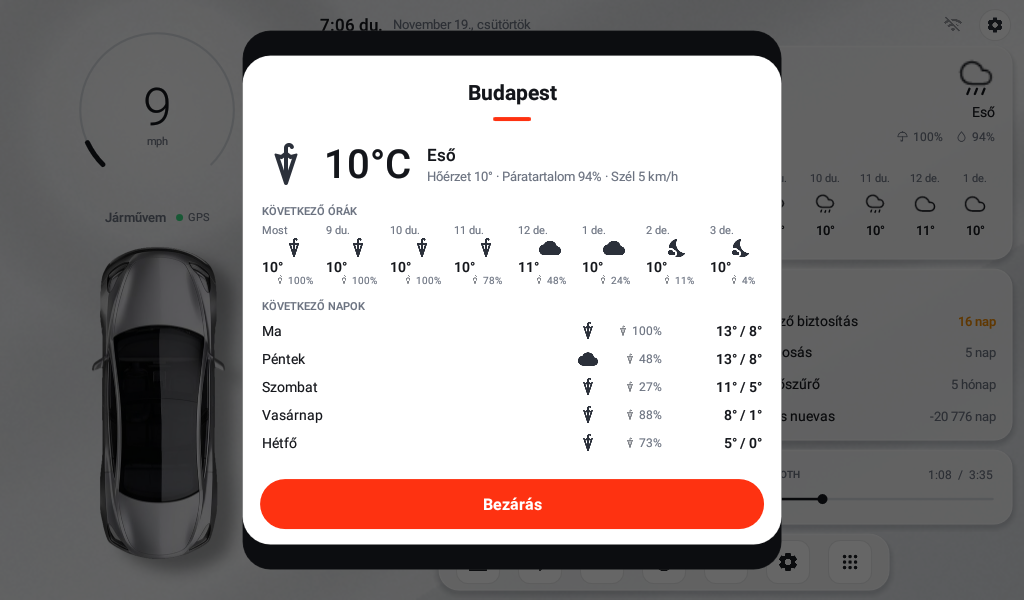 7:06 du. November 19., csütörtök
9
mph
Járművem GPS
Eső
100% 94%
10 du. 11 du. 12 de. 1 de.
10° 10° 11° 10°
ző biztosítás 16 nap
osás 5 nap
őszűrő 5 hónap
s nuevas -20 776 nap
OTH 1:08 / 3:35
Budapest
10°C
Eső
Hőérzet 10° · Páratartalom 94% · Szél 5 km/h
KÖVETKEZŐ ÓRÁK
Most 9 du. 10 du. 11 du. 12 de. 1 de. 2 de. 3 de.
10° 10° 10° 10° 11° 10° 10° 10°
100% 100% 100% 78% 48% 24% 11% 4%
KÖVETKEZŐ NAPOK
Ma 100% 13° / 8°
Péntek 48% 13° / 8°
Szombat 27% 11° / 5°
Vasárnap 88% 8° / 1°
Hétfő 73% 5° / 0°
Bezárás